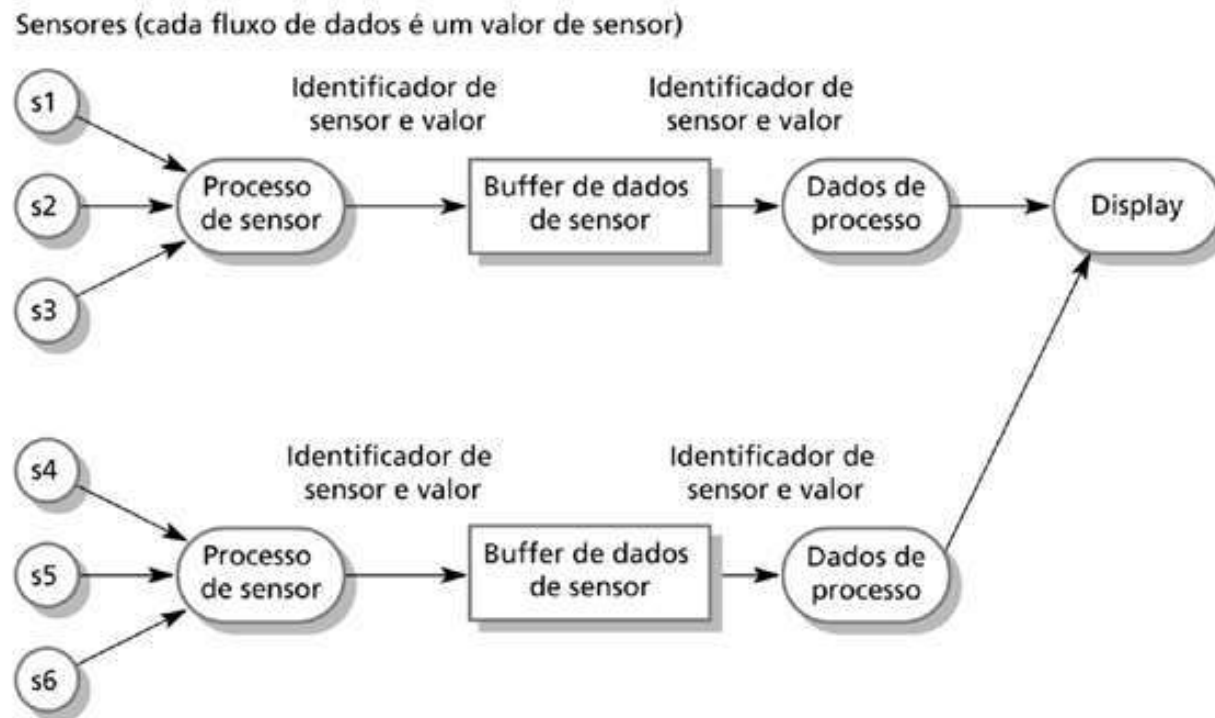 Sensores (cada fluxo de dados é um valor de sensor)
s1
s2
s3
Processo
de sensor
Identificador de
sensor e valor
Buffer de dados
de sensor
Identificador de
sensor e valor
Dados de
processo
Display
s4
s5
s6
Processo
de sensor
Identificador de
sensor e valor
Buffer de dados
de sensor
Identificador de
sensor e valor
Dados de
processo